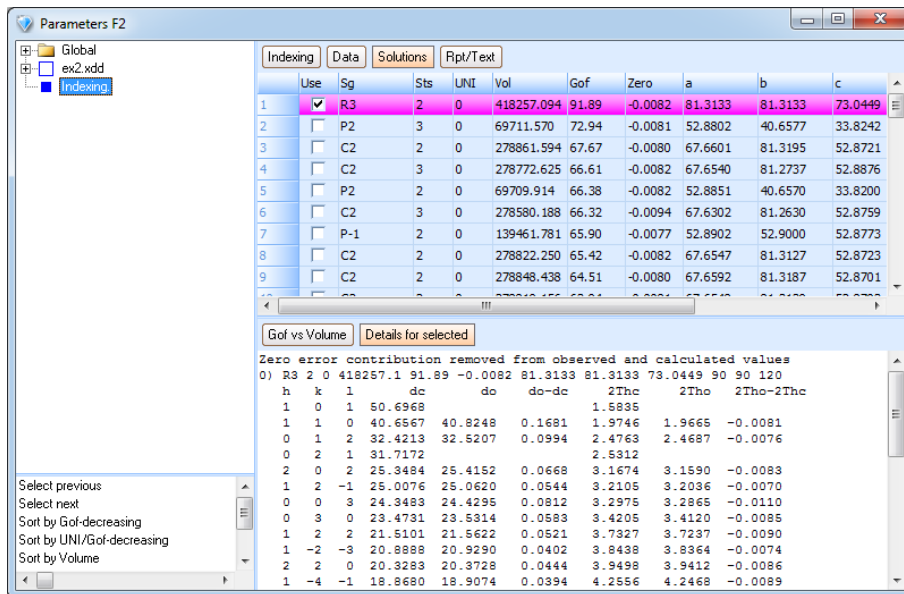 Parameters F2
Global
ex2.xdd
Indexing.
Indexing Data Solutions Rpt/Text
Use Sg Sts UNI Vol Gof Zero a b c
1 R3 2 0 418257.094 91.89 -0.0082 81.3133 81.3133 73.0449
2 P2 3 0 69711.570 72.94 -0.0081 52.8802 40.6577 33.8242
3 C2 2 0 278861.594 67.67 -0.0080 67.6601 81.3195 52.8721
4 C2 3 0 278772.625 66.61 -0.0082 67.6540 81.2737 52.8876
5 P2 2 0 69709.914 66.38 -0.0082 52.8851 40.6570 33.8200
6 C2 3 0 278580.188 66.32 -0.0094 67.6302 81.2630 52.8759
7 P-1 2 0 139461.781 65.90 -0.0077 52.8902 52.9000 52.8773
8 C2 2 0 278822.250 65.42 -0.0082 67.6547 81.3127 52.8723
9 C2 2 0 278848.438 64.51 -0.0080 67.6592 81.3187 52.8701
Gof vs Volume Details for selected
Zero error contribution removed from observed and calculated values
0) R3 2 0 418257.1 91.89 -0.0082 81.3133 81.3133 73.0449 90 90 120
h k l dc do do-dc 2Thc 2Tho 2Tho-2Thc
1 0 1 50.6968 1.5835
1 1 0 40.6567 40.8248 0.1681 1.9746 1.9665 -0.0081
0 1 2 32.4213 32.5207 0.0994 2.4763 2.4687 -0.0076
0 2 1 31.7172 2.5312
2 0 2 25.3484 25.4152 0.0668 3.1674 3.1590 -0.0083
1 2 -1 25.0076 25.0620 0.0544 3.2105 3.2036 -0.0070
0 0 3 24.3483 24.4295 0.0812 3.2975 3.2865 -0.0110
0 3 0 23.4731 23.5314 0.0583 3.4205 3.4120 -0.0085
1 2 2 21.5101 21.5622 0.0521 3.7327 3.7237 -0.0090
1 -2 -3 20.8888 20.9290 0.0402 3.8438 3.8364 -0.0074
2 2 0 20.3283 20.3728 0.0444 3.9498 3.9412 -0.0086
1 -4 -1 18.8680 18.9074 0.0394 4.2556 4.2468 -0.0089
Select previous
Select next
Sort by Gof-decreasing
Sort by UNI/Gof-decreasing
Sort by Volume